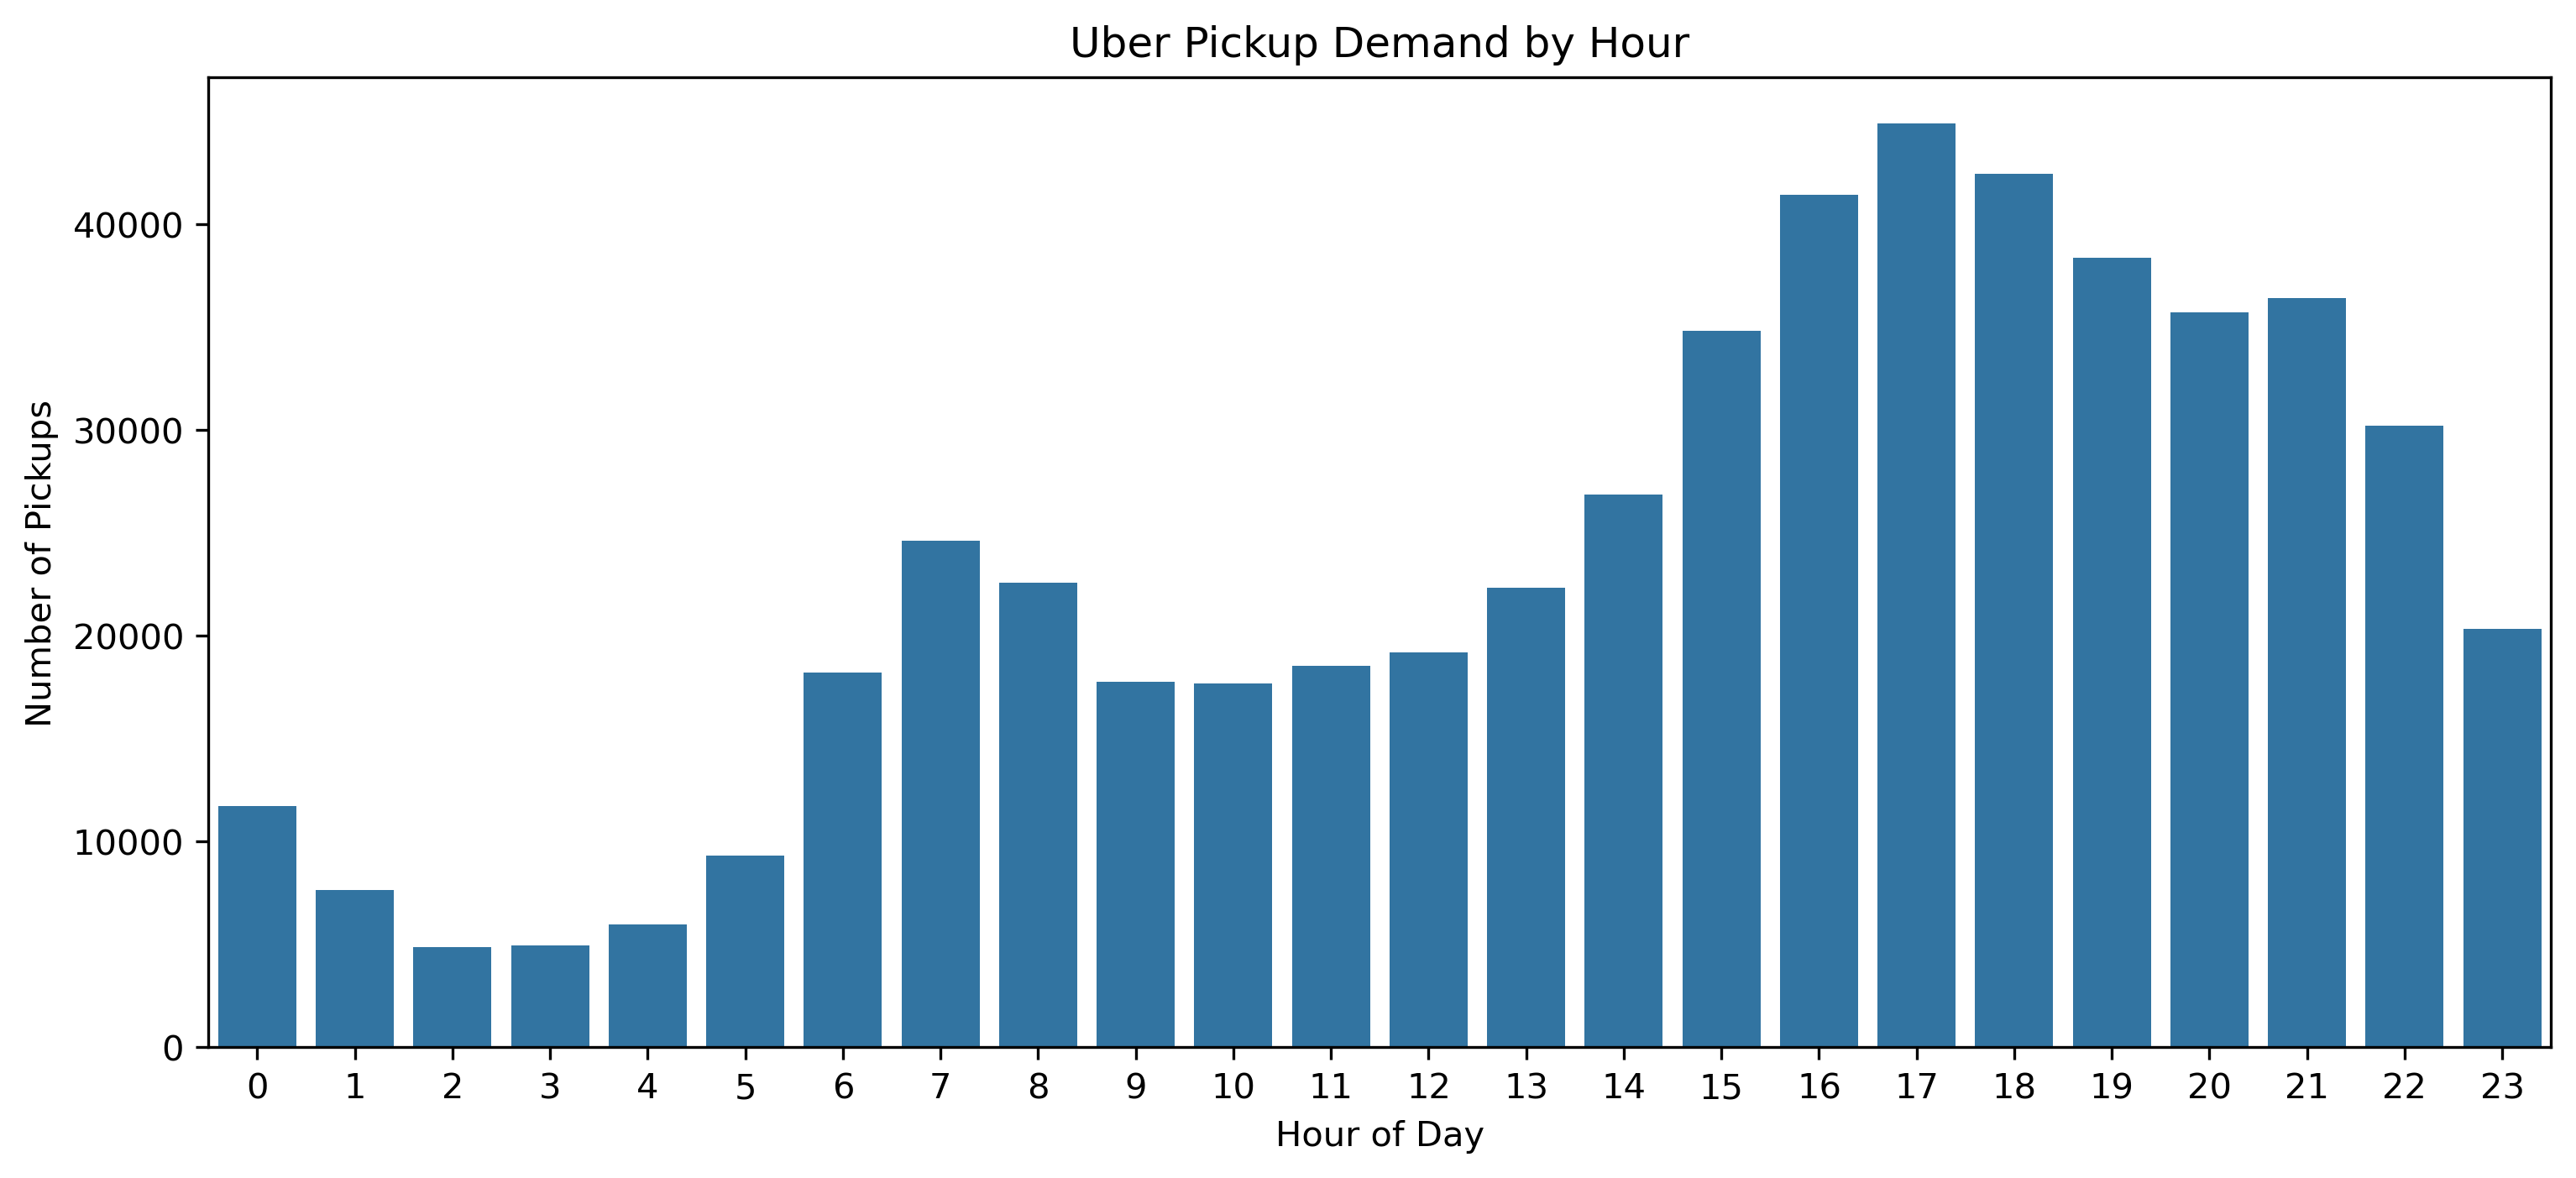 Uber Pickup Demand by Hour
Number of Pickups
40000
30000
20000
10000
0
0 1 2 3 4 5 6 7 8 9 10 11 12 13 14 15 16 17 18 19 20 21 22 23
Hour of Day